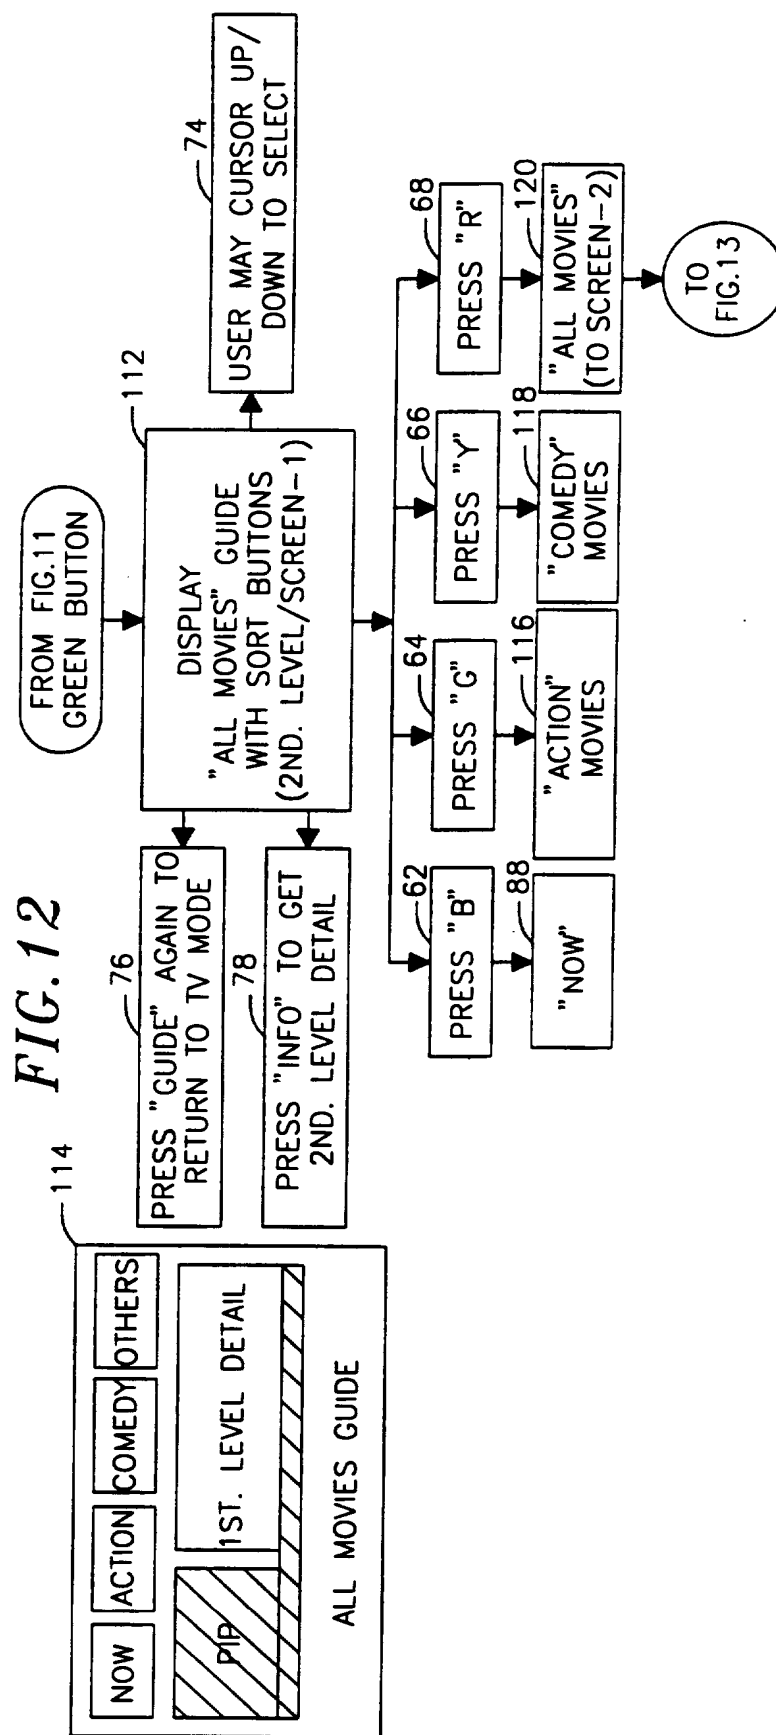 FIG.12
114
NOW
ACTION
COMEDY
OTHERS
PIP
1ST. LEVEL DETAIL
ALL MOVIES GUIDE
FROM FIG.11
GREEN BUTTON
112
DISPLAY
"ALL MOVIES" GUIDE
WITH SORT BUTTONS
(2ND. LEVEL/SCREEN-1)
76
PRESS "GUIDE" AGAIN TO
RETURN TO TV MODE
78
PRESS "INFO" TO GET
2ND. LEVEL DETAIL
74
USER MAY CURSOR UP/
DOWN TO SELECT
62
PRESS "B"
64
PRESS "G"
66
PRESS "Y"
68
PRESS "R"
88
"NOW"
116
"ACTION"
MOVIES
118
"COMEDY"
MOVIES
120
"ALL MOVIES"
(TO SCREEN-2)
TO
FIG.13